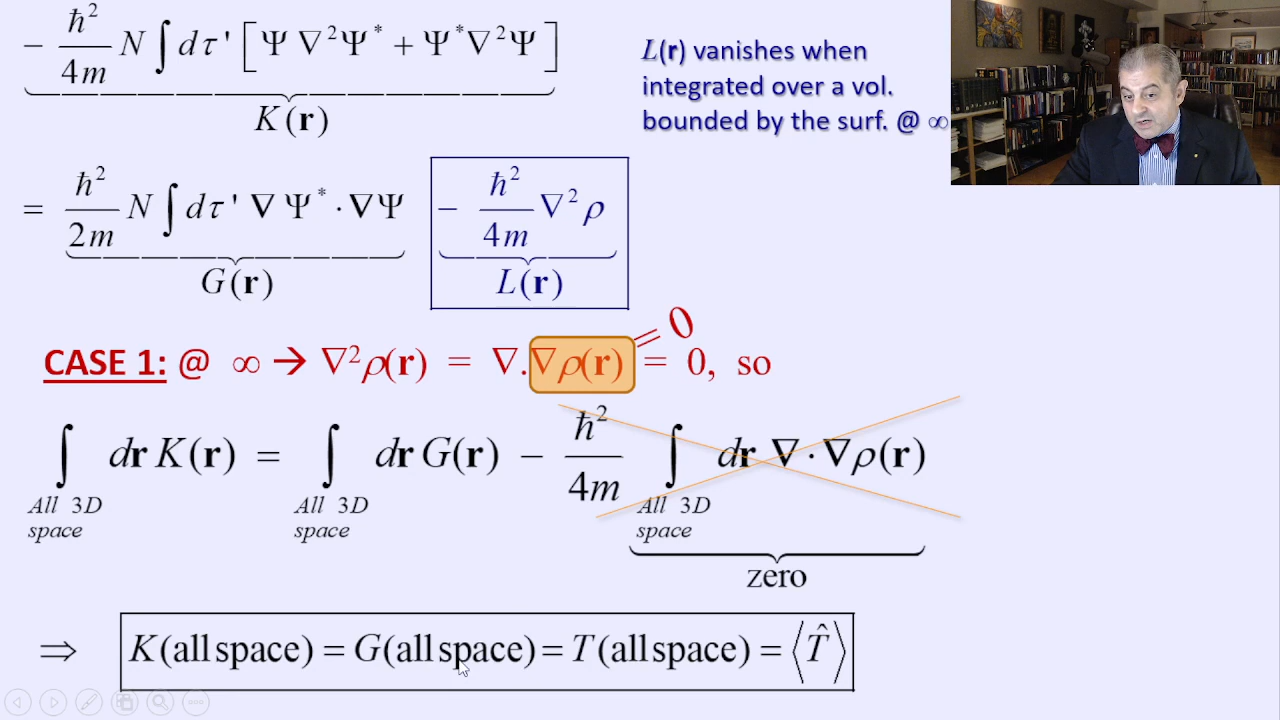 − ħ²/4m N ∫ dτ ' [ Ψ ∇²Ψ* + Ψ*∇²Ψ ]
K(r)
L(r) vanishes when
integrated over a vol.
bounded by the surf. @ ∞
= ħ²/2m N ∫ dτ ' ∇ Ψ* · ∇Ψ − ħ²/4m ∇² ρ
G(r) L(r)
= 0
CASE 1: @ ∞ → ∇²ρ(r) = ∇.∇ρ(r) = 0, so
∫ dr K(r) = ∫ dr G(r) − ħ²/4m ∫ dr ∇ · ∇ρ(r)
All 3D All 3D All 3D
space space space
zero
⇒ K(all space) = G(all space) = T(all space) = ⟨T̂⟩